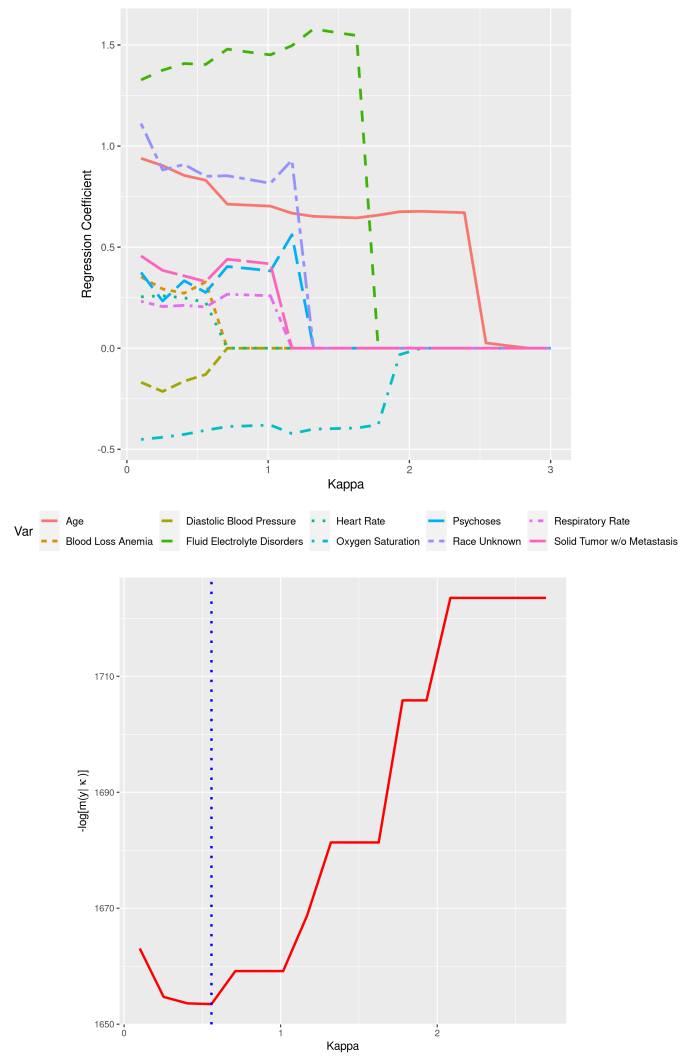 1.5
1.0
0.5
0.0
-0.5
Regression Coefficient
0 1 2 3
Kappa
Var
Age Diastolic Blood Pressure Heart Rate Psychoses Respiratory Rate
Blood Loss Anemia Fluid Electrolyte Disorders Oxygen Saturation Race Unknown Solid Tumor w/o Metastasis
1710
1690
1670
1650
-log[m(y| κ )]
0 1 2
Kappa